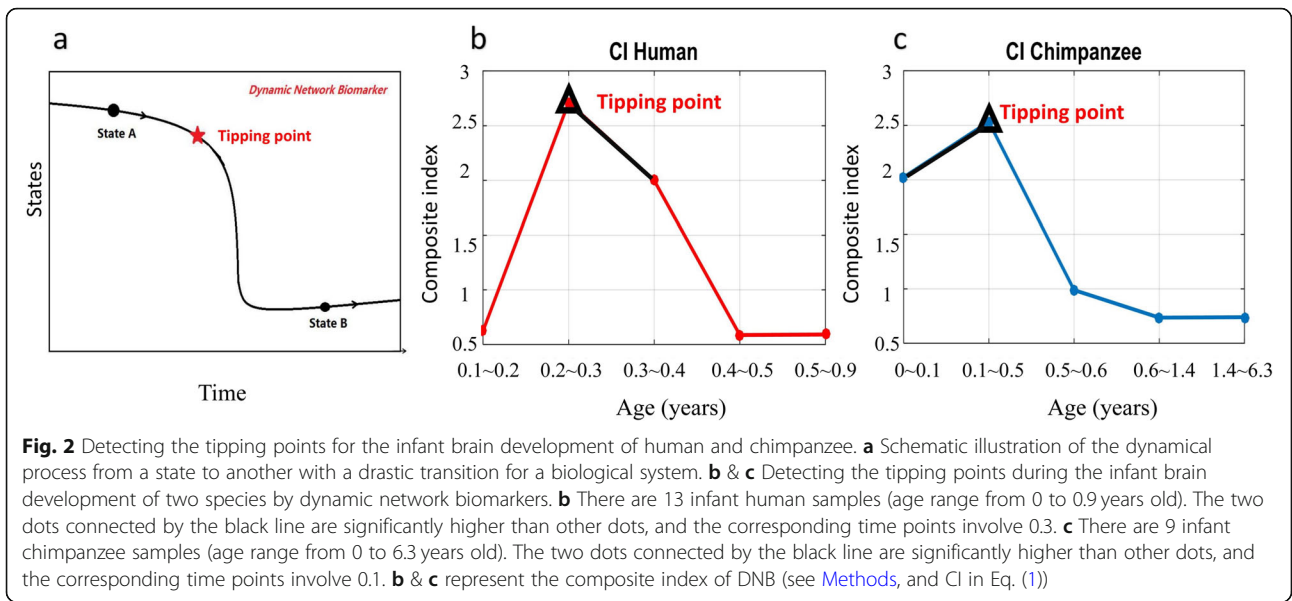 a
Dynamic Network Biomarker
State A
Tipping point
State B
States
Time
b
CI Human
3
2.5
2
1.5
1
0.5
Tipping point
Composite index
0.1~0.2 0.2~0.3 0.3~0.4 0.4~0.5 0.5~0.9
Age (years)
c
CI Chimpanzee
3
2.5
2
1.5
1
0.5
Tipping point
Composite index
0~0.1 0.1~0.5 0.5~0.6 0.6~1.4 1.4~6.3
Age (years)
Fig. 2 Detecting the tipping points for the infant brain development of human and chimpanzee. a Schematic illustration of the dynamical
process from a state to another with a drastic transition for a biological system. b & c Detecting the tipping points during the infant brain
development of two species by dynamic network biomarkers. b There are 13 infant human samples (age range from 0 to 0.9 years old). The two
dots connected by the black line are significantly higher than other dots, and the corresponding time points involve 0.3. c There are 9 infant
chimpanzee samples (age range from 0 to 6.3 years old). The two dots connected by the black line are significantly higher than other dots, and
the corresponding time points involve 0.1. b & c represent the composite index of DNB (see Methods, and CI in Eq. (1))